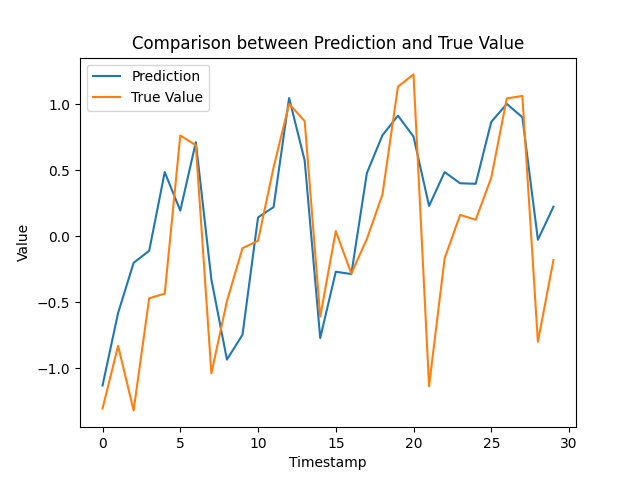 Comparison between Prediction and True Value
Prediction
True Value
1.0
0.5
0.0
−0.5
−1.0
Value
0 5 10 15 20 25 30
Timestamp